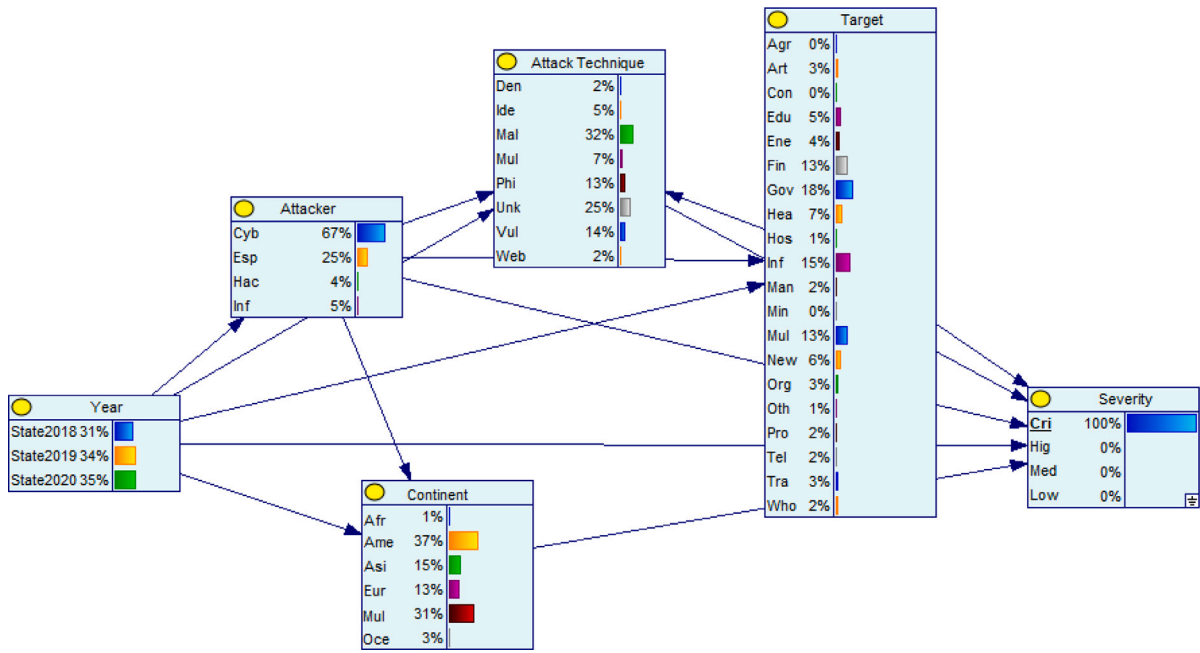 Target
Agr 0%
Art 3%
Con 0%
Edu 5%
Ene 4%
Fin 13%
Gov 18%
Hea 7%
Hos 1%
Inf 15%
Man 2%
Min 0%
Mul 13%
New 6%
Org 3%
Oth 1%
Pro 2%
Tel 2%
Tra 3%
Who 2%
Attack Technique
Den 2%
Ide 5%
Mal 32%
Mul 7%
Phi 13%
Unk 25%
Vul 14%
Web 2%
Attacker
Cyb 67%
Esp 25%
Hac 4%
Inf 5%
Year
State2018 31%
State2019 34%
State2020 35%
Severity
Cri 100%
Hig 0%
Med 0%
Low 0%
Continent
Afr 1%
Ame 37%
Asi 15%
Eur 13%
Mul 31%
Oce 3%